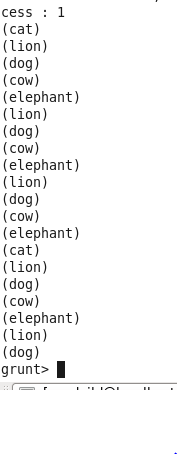 cess : 1
(cat)
(lion)
(dog)
(cow)
(elephant)
(lion)
(dog)
(cow)
(elephant)
(lion)
(dog)
(cow)
(elephant)
(cat)
(lion)
(dog)
(cow)
(elephant)
(lion)
(dog)
grunt>